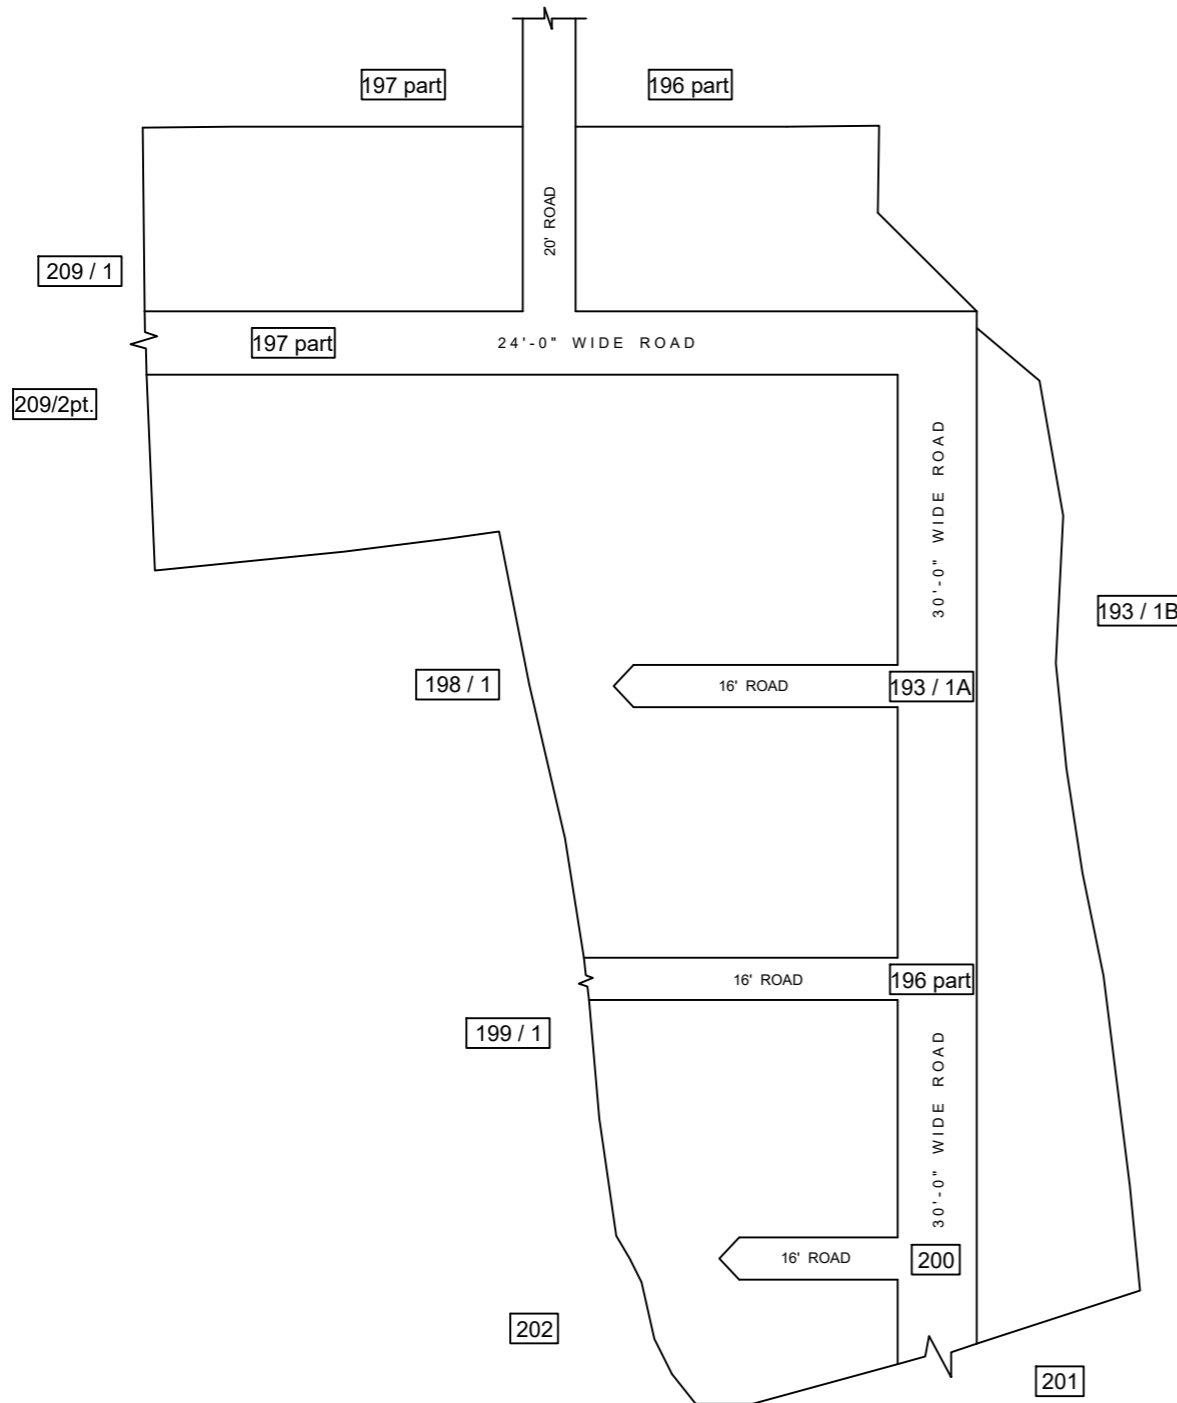 197 part
196 part
20' ROAD
209 / 1
197 part
24'-0" WIDE ROAD
209/2pt.
30'-0" WIDE ROAD
193 / 1B
198 / 1
16' ROAD
193 / 1A
16' ROAD
196 part
199 / 1
30'-0" WIDE ROAD
16' ROAD
200
202
201